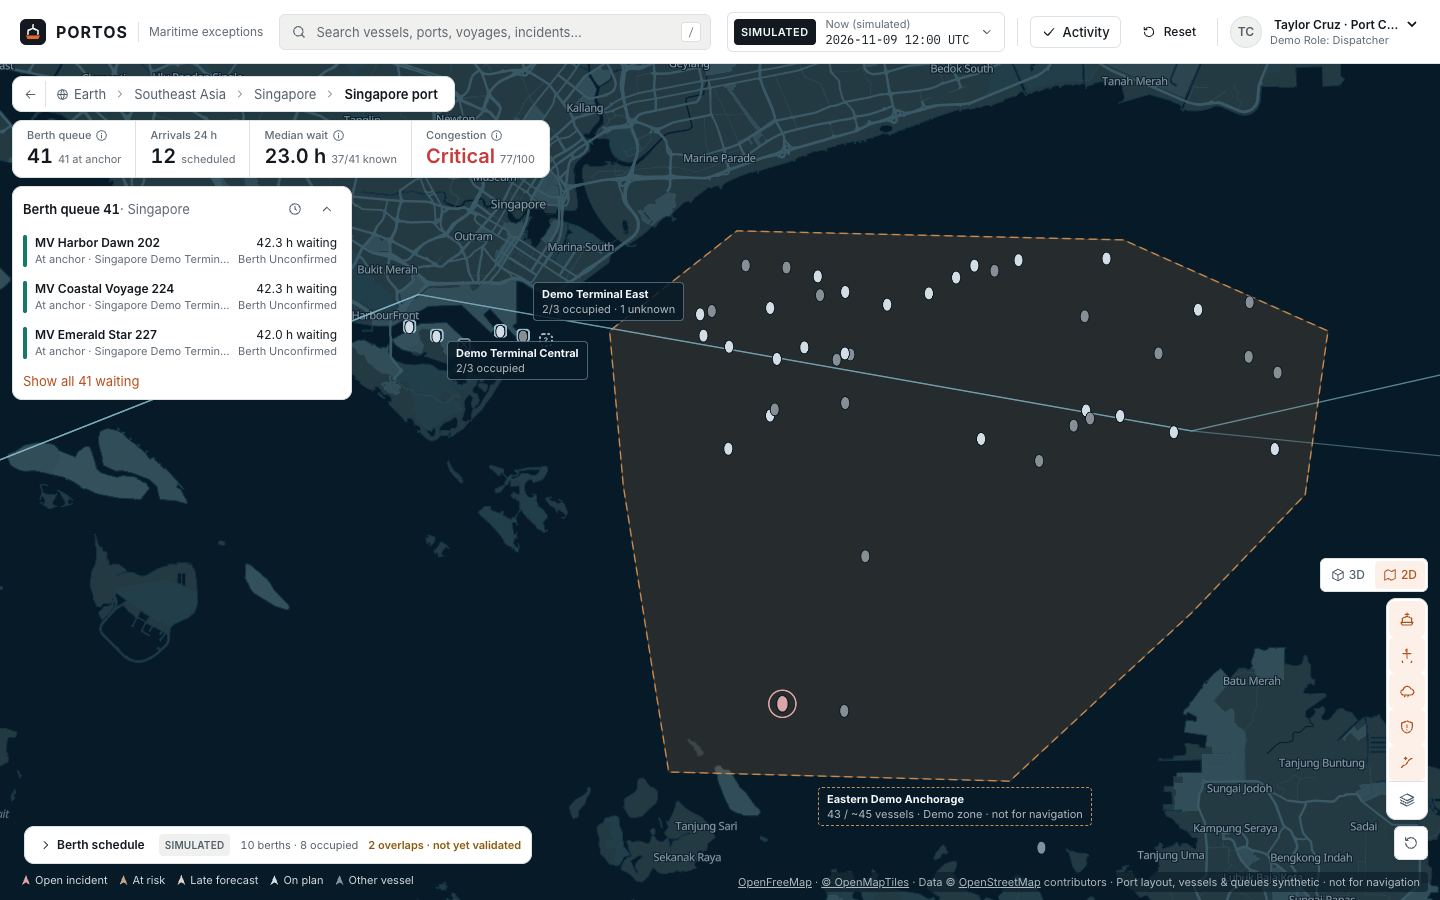 PORTOS
Maritime exceptions
Search vessels, ports, voyages, incidents...
/
SIMULATED
Now (simulated)
2026-11-09 12:00 UTC
Activity
Reset
TC
Taylor Cruz · Port C...
Demo Role: Dispatcher
Earth
Southeast Asia
Singapore
Singapore port
Berth queue
41 41 at anchor
Arrivals 24 h
12 scheduled
Median wait
23.0 h 37/41 known
Congestion
Critical 77/100
Berth queue 41 · Singapore
MV Harbor Dawn 202
42.3 h waiting
At anchor · Singapore Demo Termin...
Berth Unconfirmed
MV Coastal Voyage 224
42.3 h waiting
At anchor · Singapore Demo Termin...
Berth Unconfirmed
MV Emerald Star 227
42.0 h waiting
At anchor · Singapore Demo Termin...
Berth Unconfirmed
Show all 41 waiting
Geylang
Bedok South
Tanah Merah
Kallang
Marine Parade
Museum
Singapore
Outram
Marina South
Bukit Merah
HarbourFront
Demo Terminal East
2/3 occupied · 1 unknown
Demo Terminal Central
2/3 occupied
3D
2D
Batu Merah
Tanjung Buntung
Sungai Jodoh
Eastern Demo Anchorage
43 / ~45 vessels · Demo zone · not for navigation
Tanjung Sari
Kampung Seraya
Sadai
Sekanak Raya
Tanjung Uma
Bengkong Indah
Berth schedule
SIMULATED
10 berths · 8 occupied
2 overlaps · not yet validated
Open incident
At risk
Late forecast
On plan
Other vessel
OpenFreeMap · © OpenMapTiles · Data © OpenStreetMap contributors · Port layout, vessels & queues synthetic · not for navigation
Sungai Panas